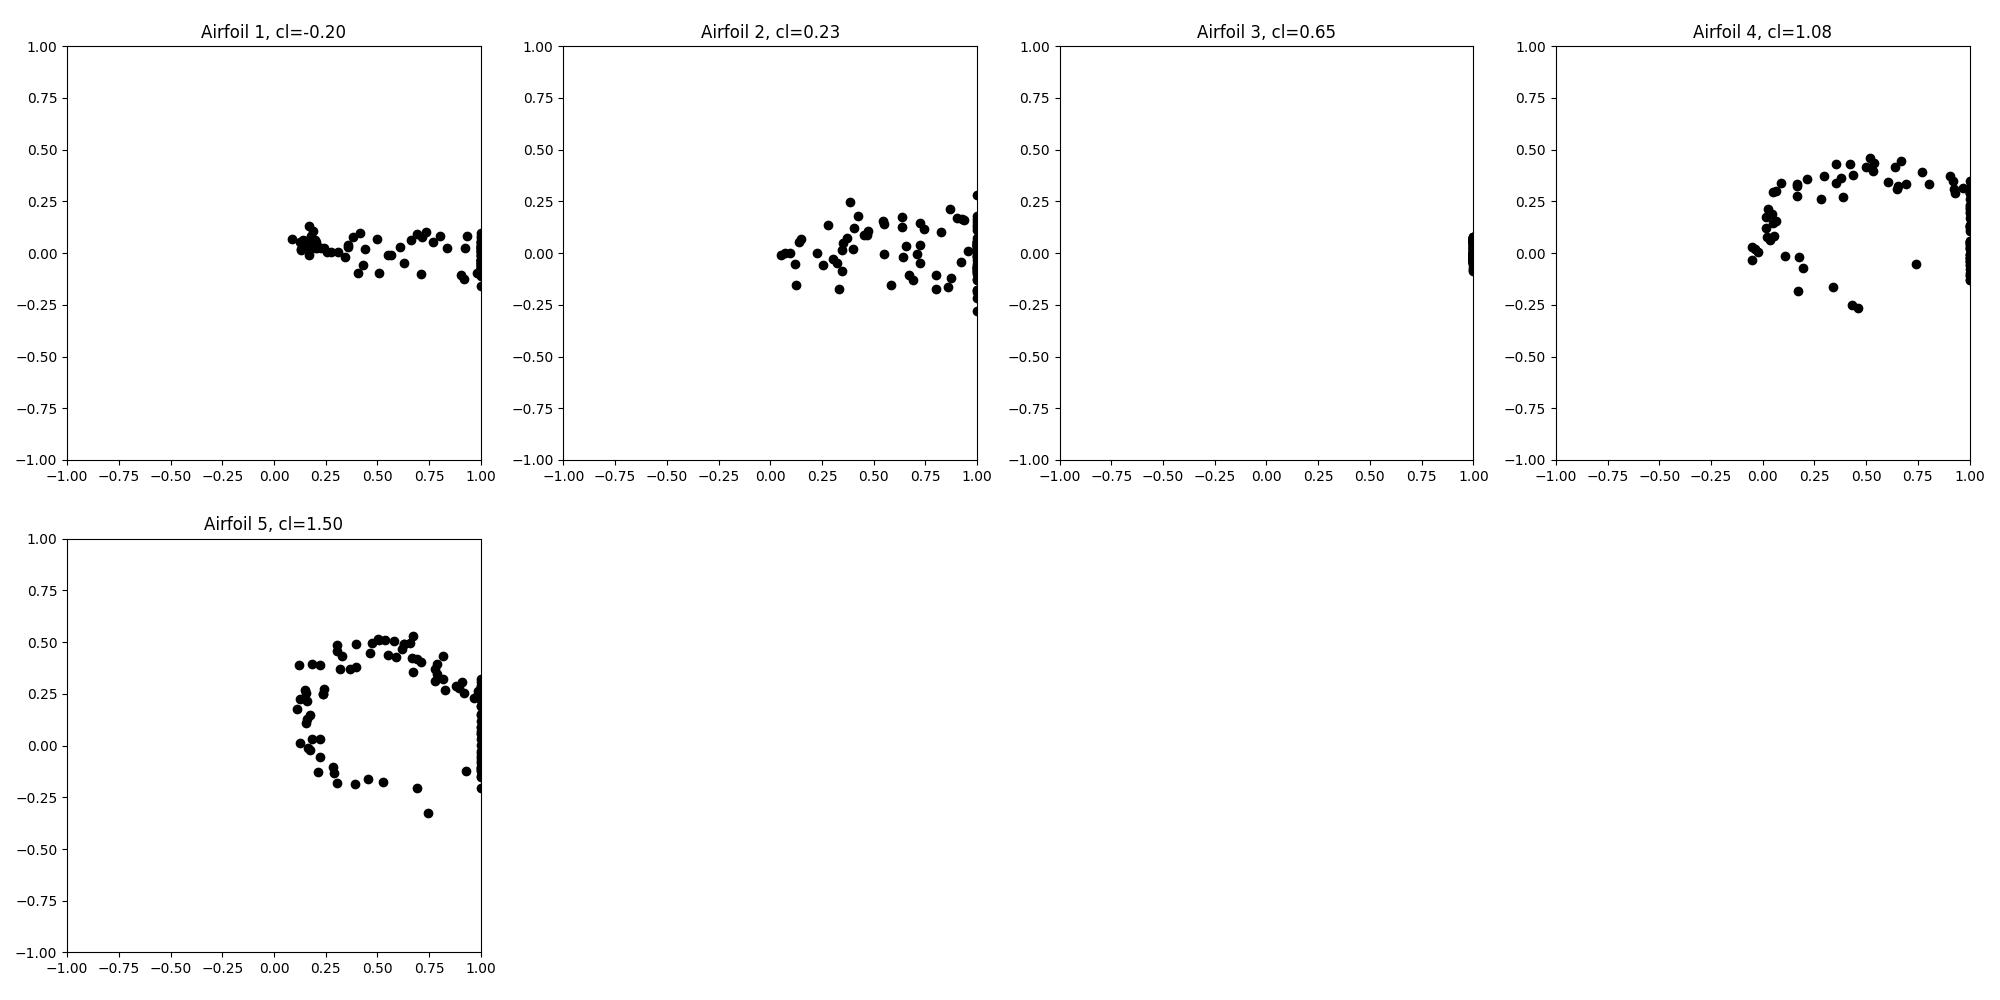 Airfoil 1, cl=-0.20
Airfoil 2, cl=0.23
Airfoil 3, cl=0.65
Airfoil 4, cl=1.08
1.00 1.00 1.00 1.00
0.75 0.75 0.75 0.75
0.50 0.50 0.50 0.50
0.25 0.25 0.25 0.25
0.00 0.00 0.00 0.00
−0.25 −0.25 −0.25 −0.25
−0.50 −0.50 −0.50 −0.50
−0.75 −0.75 −0.75 −0.75
−1.00 −1.00 −1.00 −1.00
−1.00 −0.75 −0.50 −0.25 0.00 0.25 0.50 0.75 1.00
−1.00 −0.75 −0.50 −0.25 0.00 0.25 0.50 0.75 1.00
−1.00 −0.75 −0.50 −0.25 0.00 0.25 0.50 0.75 1.00
−1.00 −0.75 −0.50 −0.25 0.00 0.25 0.50 0.75 1.00
Airfoil 5, cl=1.50
1.00
0.75
0.50
0.25
0.00
−0.25
−0.50
−0.75
−1.00
−1.00 −0.75 −0.50 −0.25 0.00 0.25 0.50 0.75 1.00